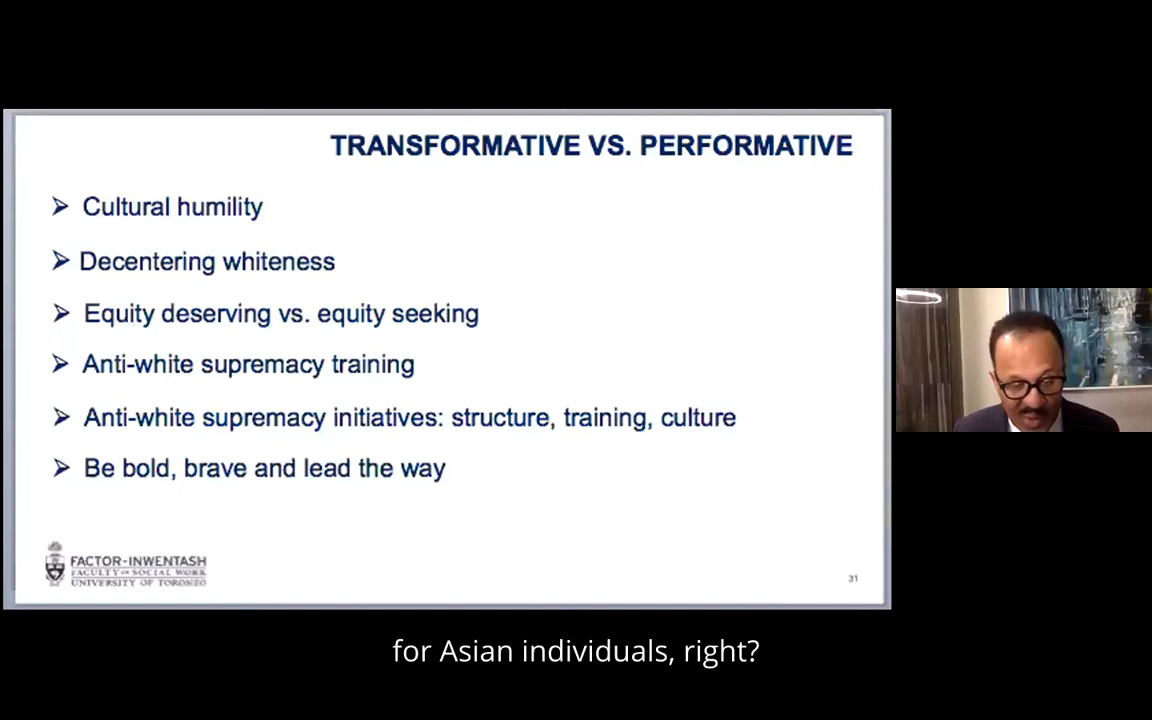 TRANSFORMATIVE VS. PERFORMATIVE
➢ Cultural humility
➢ Decentering whiteness
➢ Equity deserving vs. equity seeking
➢ Anti-white supremacy training
➢ Anti-white supremacy initiatives: structure, training, culture
➢ Be bold, brave and lead the way
FACTOR-INWENTASH
FACULTY OF SOCIAL WORK
UNIVERSITY OF TORONTO
31
for Asian individuals, right?